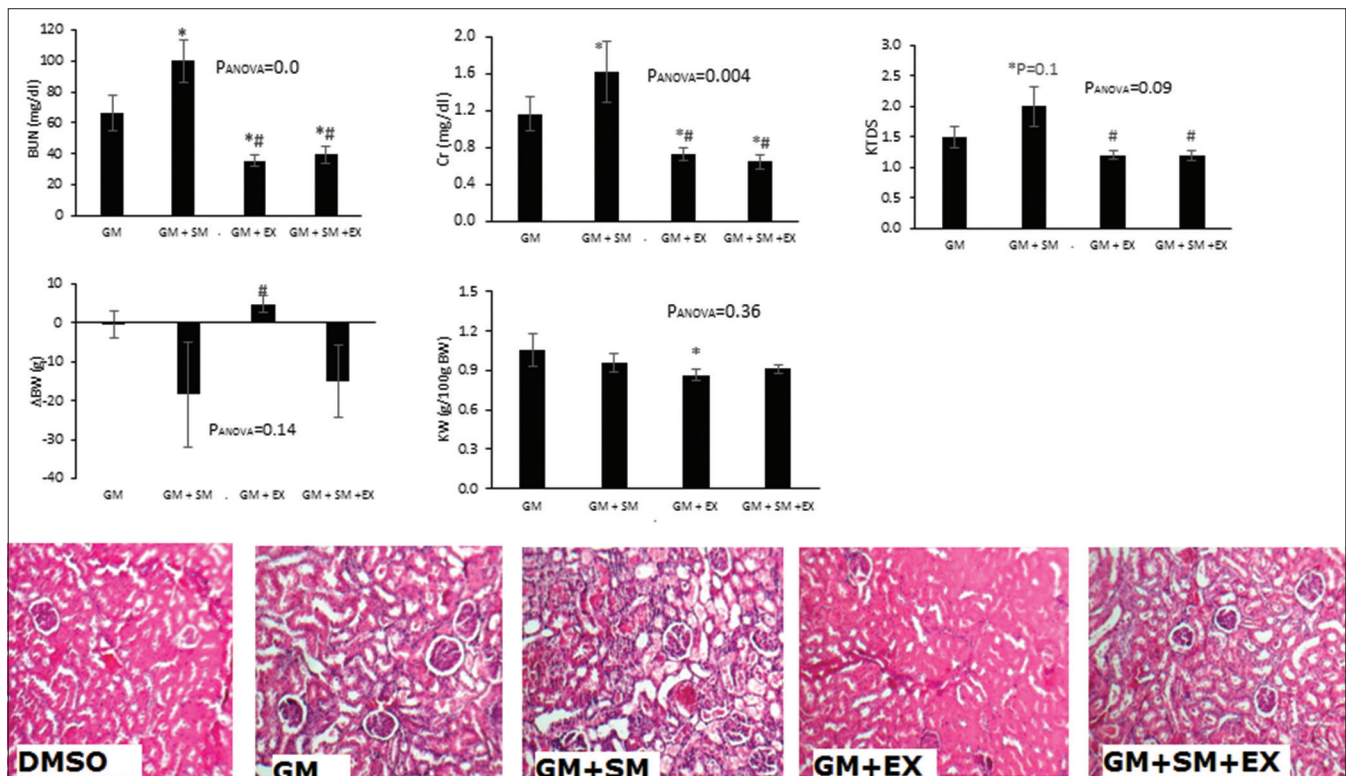 120
100
80
60
40
20
0
BUN (mg/dl)
*
PANOVA=0.0
*#
*#
GM
GM + SM
.
GM + EX
GM + SM +EX
2.0
1.6
1.2
0.8
0.4
0.0
Cr (mg/dl)
*
PANOVA=0.004
*#
*#
GM
GM + SM
.
GM + EX
GM + SM +EX
3.0
2.5
2.0
1.5
1.0
0.5
0.0
KTDS
*P=0.1
PANOVA=0.09
#
#
GM
GM + SM
.
GM + EX
GM + SM +EX
10
0
-10
-20
-30
-40
ΔBW (g)
#
PANOVA=0.14
GM
GM + SM
.
GM + EX
GM + SM +EX
1.5
1.2
0.9
0.6
0.3
0.0
KW (g/100g BW)
PANOVA=0.36
*
GM
GM + SM
.
GM + EX
GM + SM +EX
DMSO
GM
GM+SM
GM+EX
GM+SM+EX